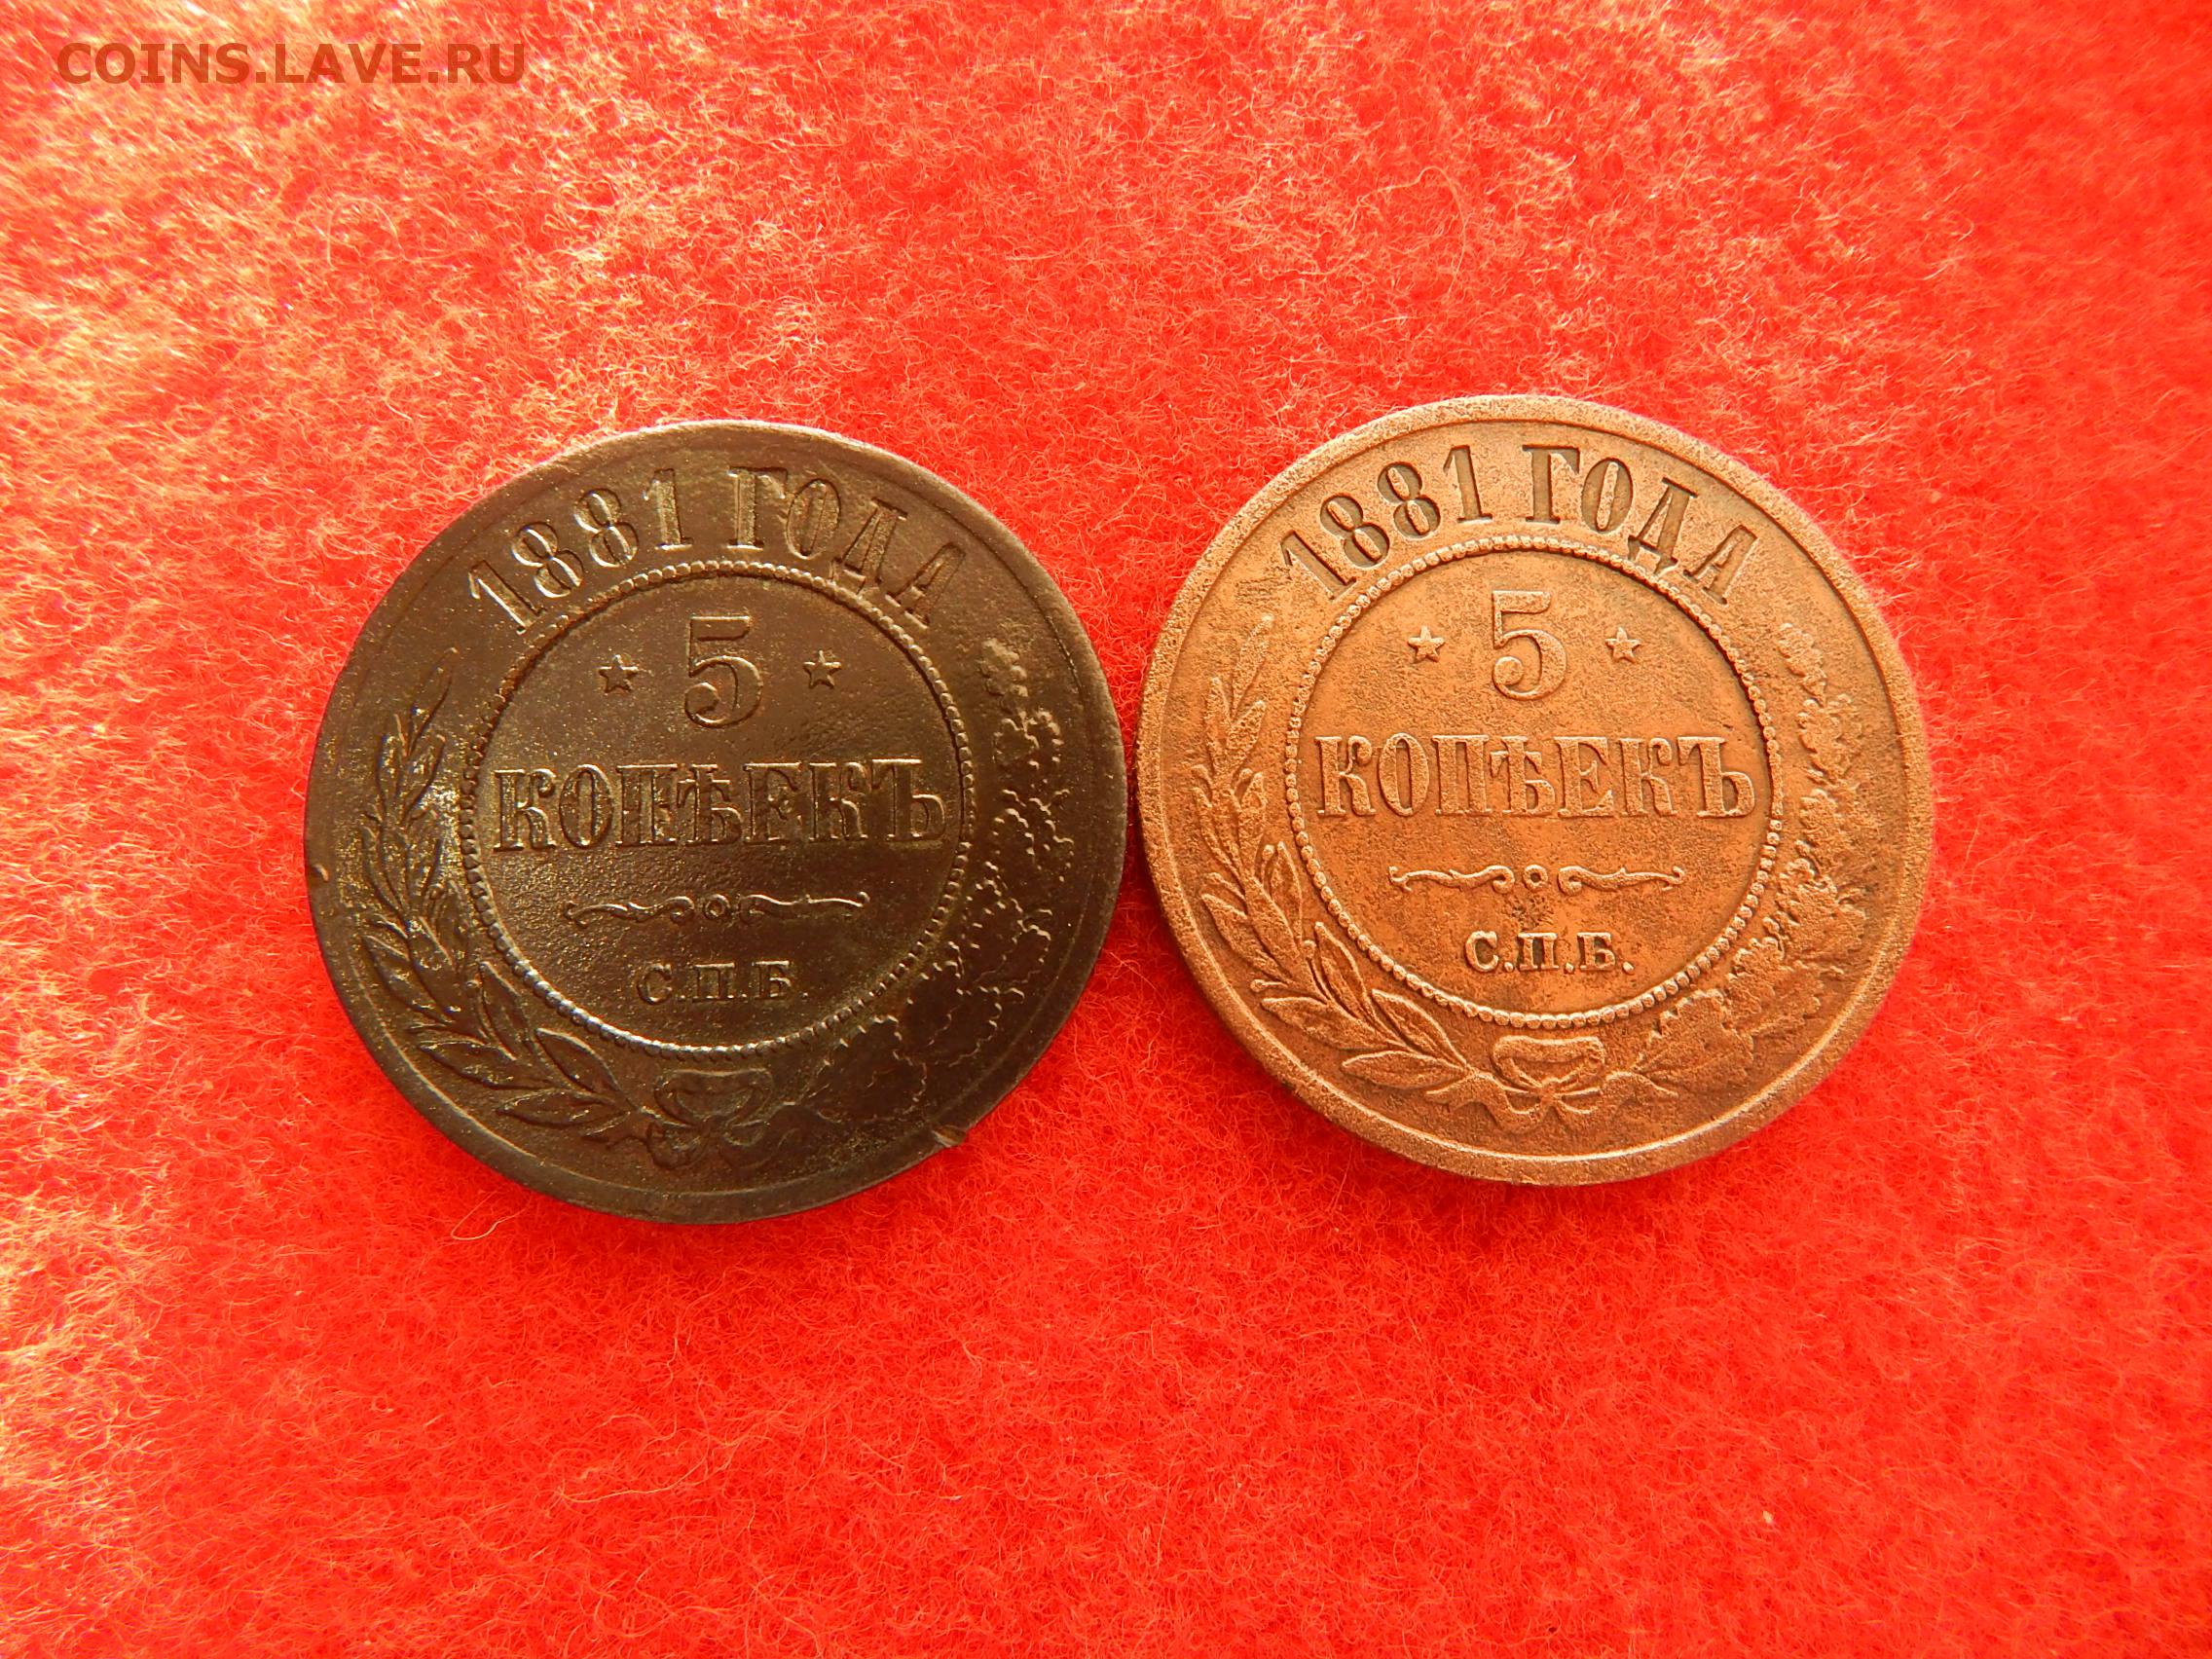 COINS.LAVE.RU
1881 ГОДА
5
КОПѢЕКЪ
С.П.Б.
1881 ГОДА
5
КОПѢЕКЪ
С.П.Б.